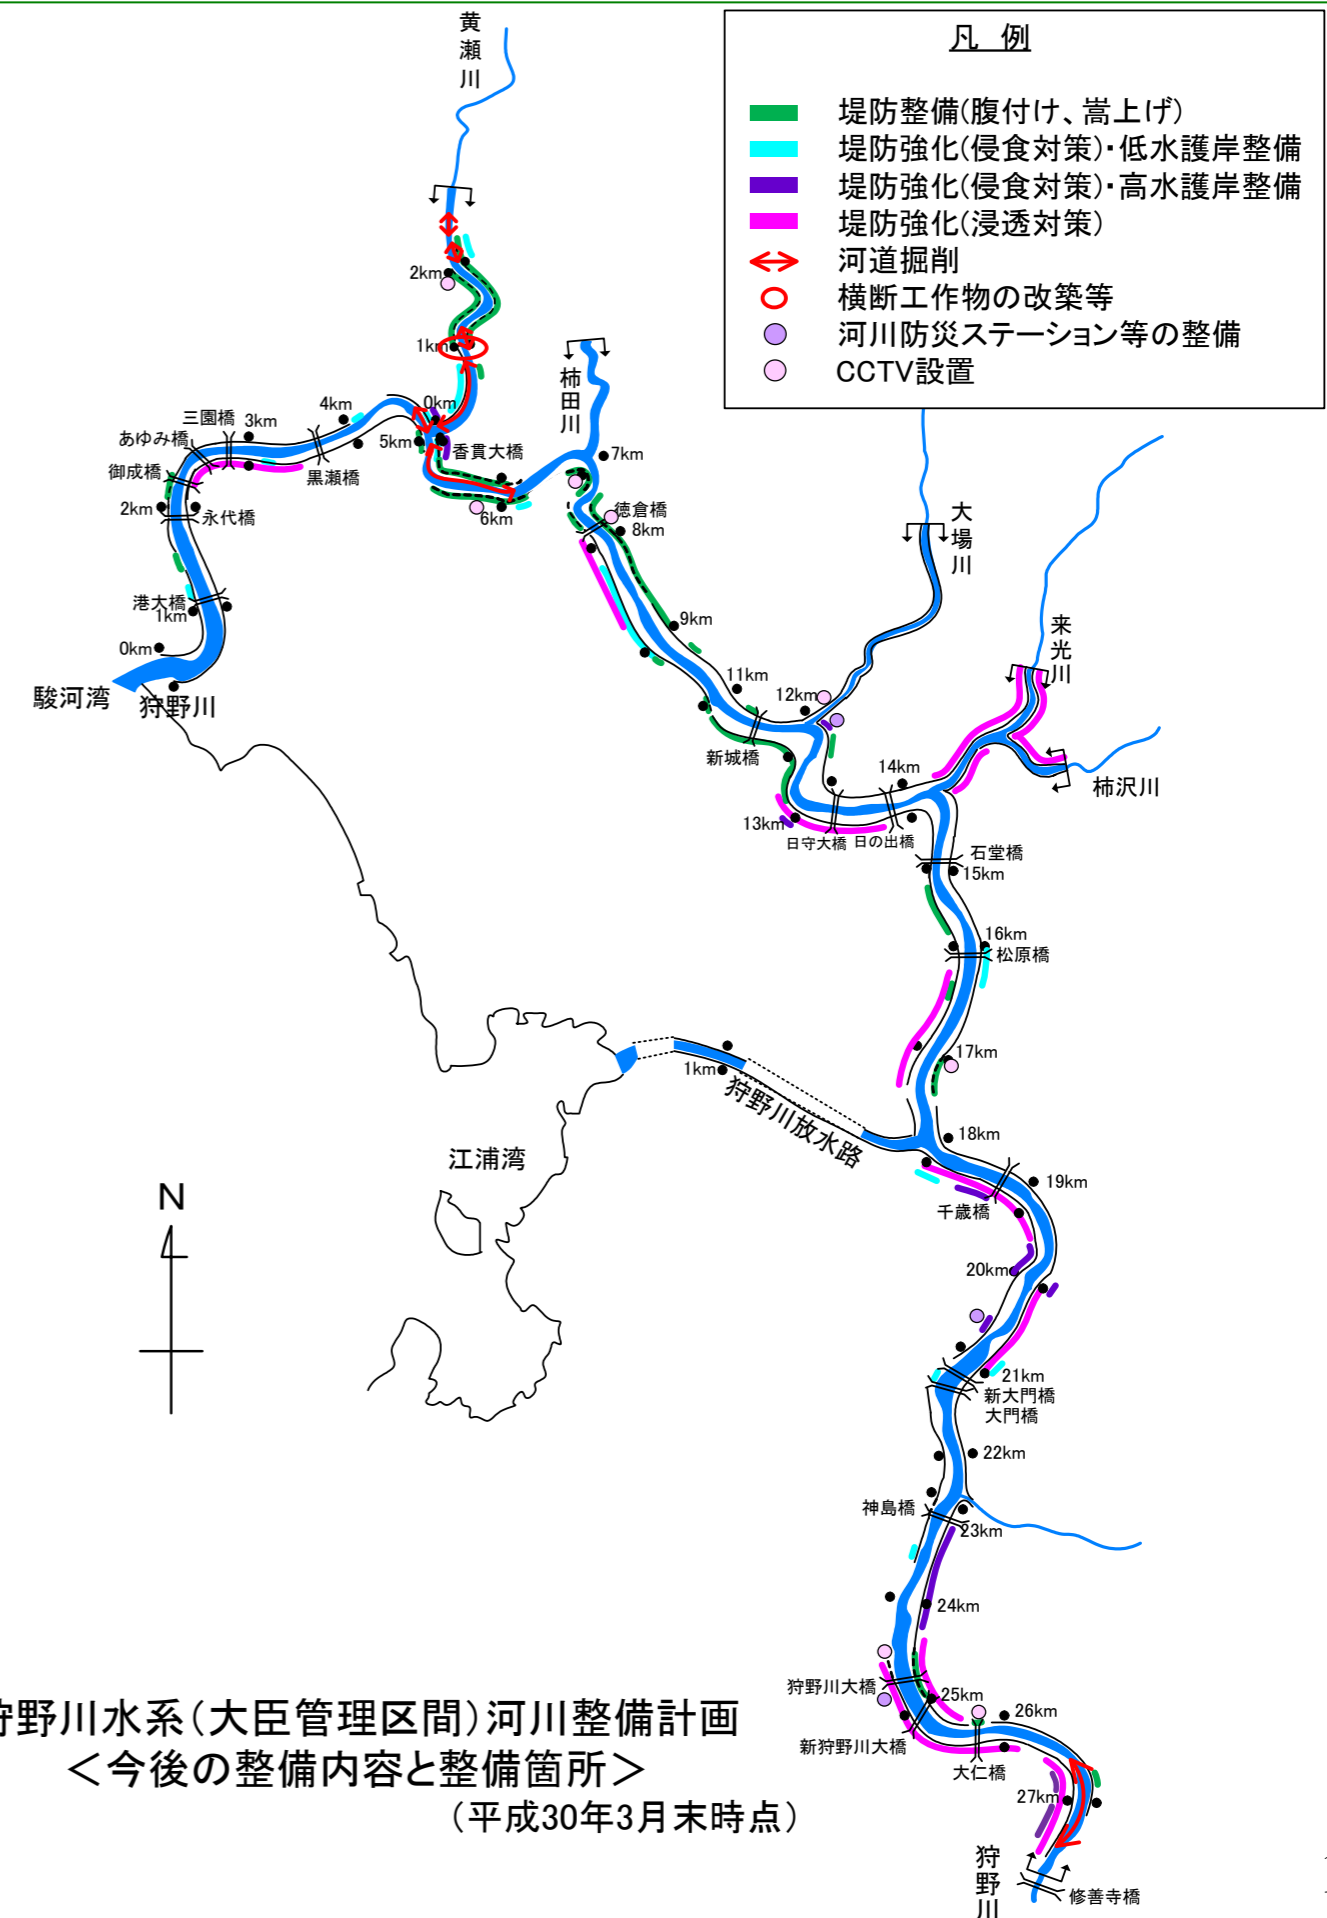 黄瀬川
凡 例
堤防整備(腹付け、嵩上げ)
堤防強化(侵食対策)・低水護岸整備
堤防強化(侵食対策)・高水護岸整備
堤防強化(浸透対策)
河道掘削
横断工作物の改築等
河川防災ステーション等の整備
CCTV設置
2km
1km
柿田川
0km
4km
3km
三園橋
あゆみ橋
御成橋
5km
香貫大橋
黒瀬橋
7km
2km
永代橋
6km
徳倉橋
8km
大場川
港大橋
1km
9km
来光川
0km
11km
12km
駿河湾
狩野川
新城橋
14km
柿沢川
13km
日守大橋
日の出橋
石堂橋
15km
16km
松原橋
17km
1km
狩野川放水路
18km
江浦湾
19km
千歳橋
N
20km
21km
新大門橋
大門橋
22km
神島橋
23km
24km
狩野川大橋
25km
26km
新狩野川大橋
大仁橋
27km
狩野川水系(大臣管理区間)河川整備計画
<今後の整備内容と整備箇所>
(平成30年3月末時点)
狩野川
修善寺橋